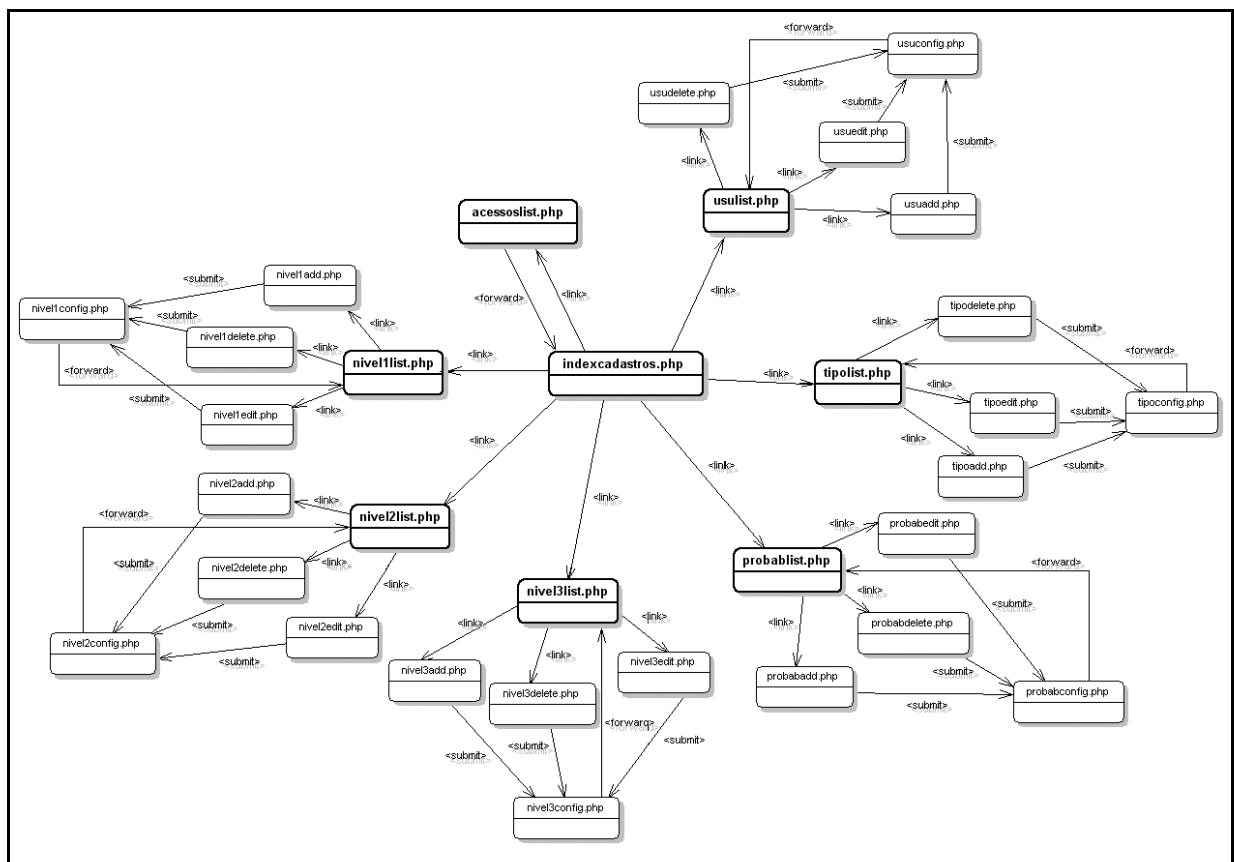 <forward>
usuconfig.php
usudelete.php
<submit>
<submit>
usuedit.php
<submit>
<link>
<link>
usulist.php
usuadd.php
<link>
acessoslist.php
nivel1add.php
<submit>
<link>
<forward>
<link>
nivel1config.php
<submit>
nivel1delete.php
<link>
tipodelete.php
<link>
<submit>
<forward>
nivel1list.php
<link>
indexcadastros.php
<link>
tipolist.php
<forward>
<link>
tipoedit.php
<submit>
tipoconfig.php
<submit>
nivel1edit.php
<link>
<link>
tipoadd.php
<submit>
<link>
<link>
nivel2add.php
<link>
<link>
<forward>
nivel2list.php
<link>
probabedit.php
<submit>
nivel2delete.php
<link>
probablist.php
<forward>
<link>
nivel3list.php
<link>
<submit>
nivel2config.php
<submit>
nivel2edit.php
<submit>
<link>
<link>
<link>
<link>
probabdelete.php
nivel3add.php
nivel3delete.php
nivel3edit.php
probabadd.php
<submit>
probabconfig.php
<submit>
<forward>
<submit>
<submit>
<submit>
nivel3config.php